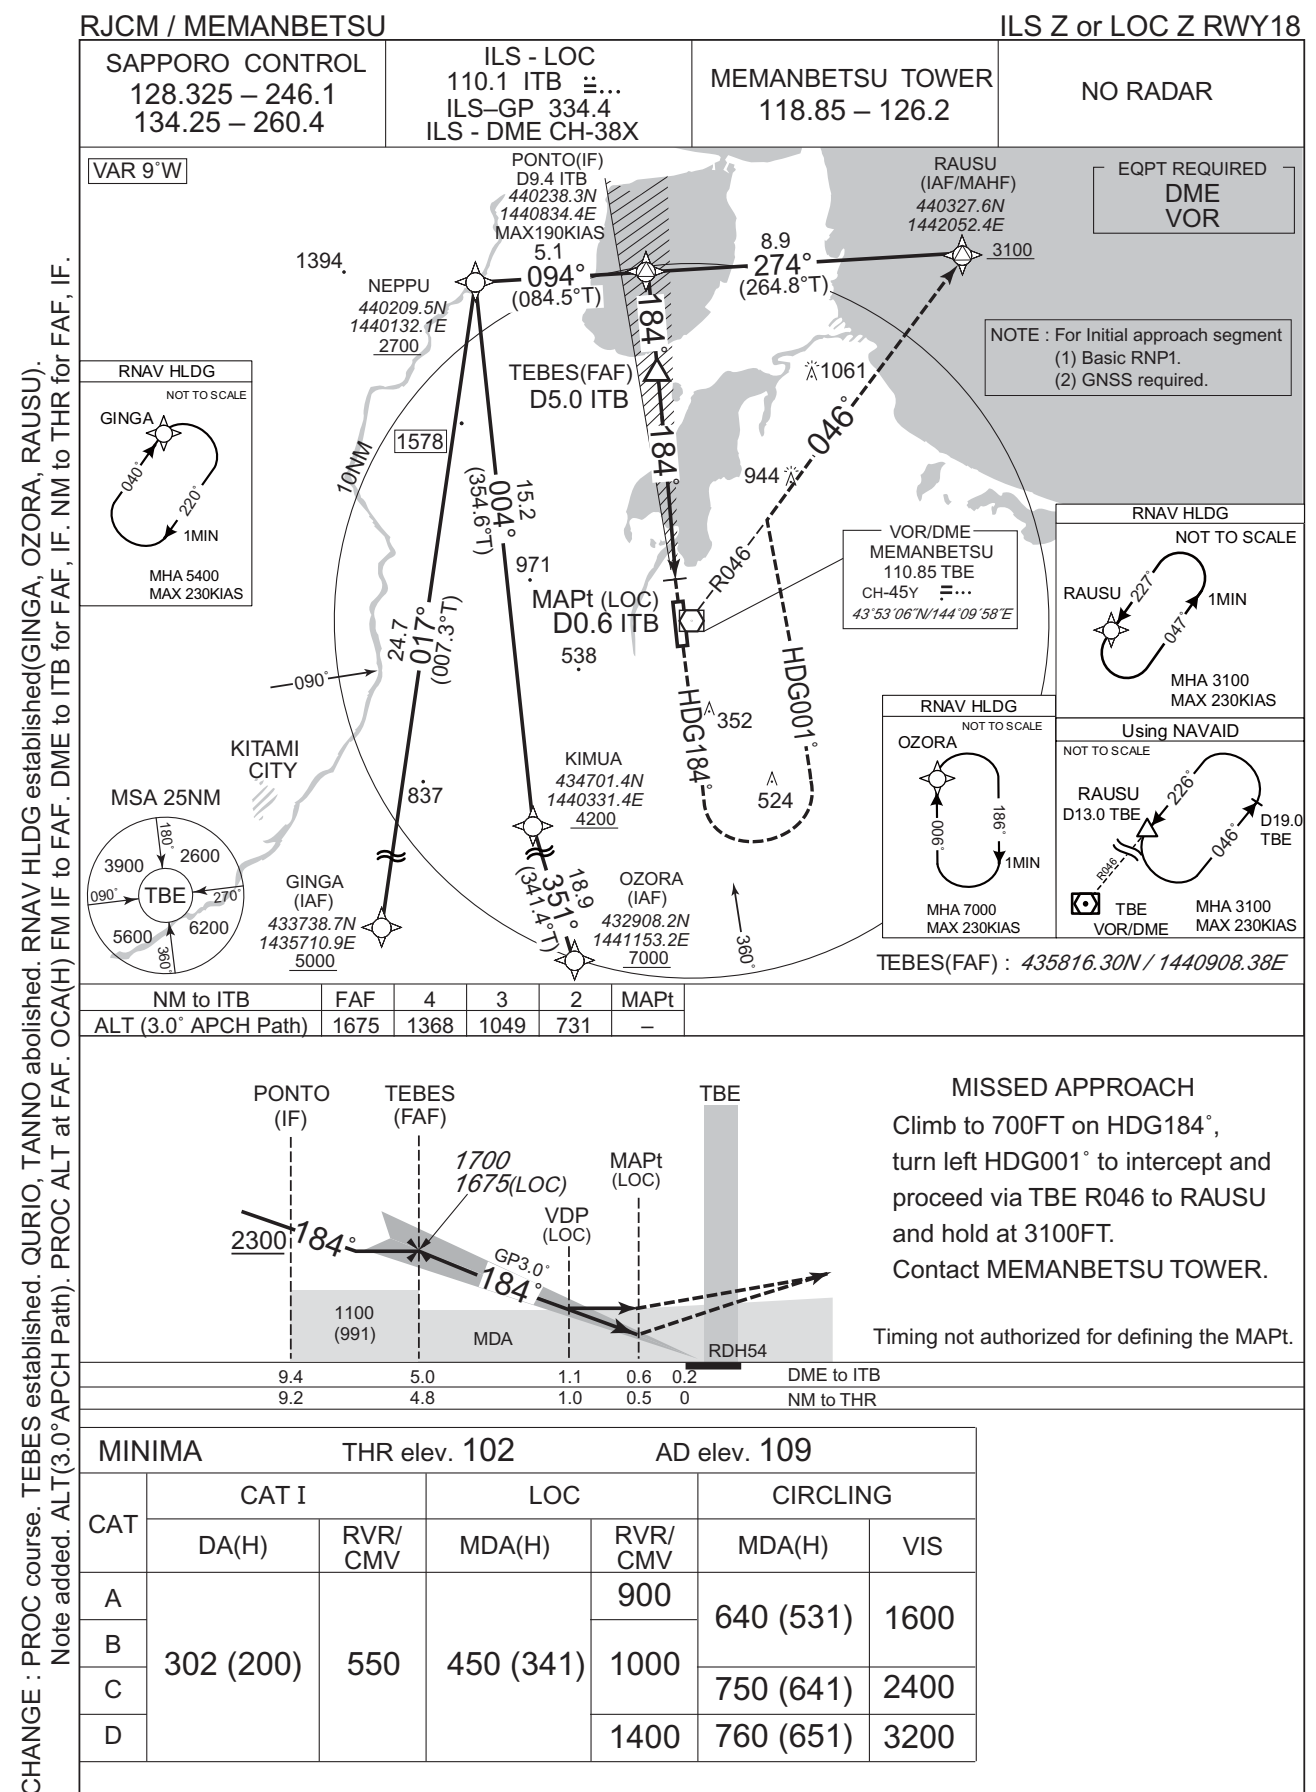 RJCM / MEMANBETSU
ILS Z or LOC Z RWY18
SAPPORO CONTROL
128.325 – 246.1
134.25 – 260.4
ILS - LOC
110.1 ITB
ILS–GP 334.4
ILS - DME CH-38X
MEMANBETSU TOWER
118.85 – 126.2
NO RADAR
VAR 9°W
PONTO(IF)
D9.4 ITB
440238.3N
1440834.4E
MAX190KIAS
RAUSU
(IAF/MAHF)
440327.6N
1442052.4E
3100
EQPT REQUIRED
DME
VOR
1394
NEPPU
440209.5N
1440132.1E
2700
5.1
094°
(084.5°T)
8.9
274°
(264.8°T)
184°
NOTE : For Initial approach segment
(1) Basic RNP1.
(2) GNSS required.
RNAV HLDG
NOT TO SCALE
GINGA
040°
220°
1MIN
MHA 5400
MAX 230KIAS
TEBES(FAF)
D5.0 ITB
1061
046°
1578
10NM
184°
944
15.2
004°
(354.6°T)
971
MAPt (LOC)
D0.6 ITB
538
R046
VOR/DME
MEMANBETSU
110.85 TBE
CH-45Y
43°53′06″N/144°09′58″E
RNAV HLDG
NOT TO SCALE
RAUSU
227°
1MIN
047°
MHA 3100
MAX 230KIAS
24.7
017°
(007.3°T)
090°
HDG184°
352
HDG001°
524
KITAMI
CITY
837
KIMUA
434701.4N
1440331.4E
4200
RNAV HLDG
NOT TO SCALE
OZORA
006°
186°
1MIN
MHA 7000
MAX 230KIAS
Using NAVAID
NOT TO SCALE
RAUSU
D13.0 TBE
226°
046°
D19.0
TBE
R046
TBE
VOR/DME
MHA 3100
MAX 230KIAS
MSA 25NM
180°
3900
2600
090°
TBE
270°
5600
6200
360°
GINGA
(IAF)
433738.7N
1435710.9E
5000
18.9
351°
(341.4°T)
OZORA
(IAF)
432908.2N
1441153.2E
7000
360°
TEBES(FAF) : 435816.30N / 1440908.38E
NM to ITB FAF 4 3 2 MAPt
ALT (3.0° APCH Path) 1675 1368 1049 731 –
PONTO
(IF)
TEBES
(FAF)
TBE
1700
1675(LOC)
MAPt
(LOC)
VDP
(LOC)
2300
184°
GP3.0°
184°
1100
(991)
MDA
RDH54
MISSED APPROACH
Climb to 700FT on HDG184°,
turn left HDG001° to intercept and
proceed via TBE R046 to RAUSU
and hold at 3100FT.
Contact MEMANBETSU TOWER.
Timing not authorized for defining the MAPt.
9.4 5.0 1.1 0.6 0.2 DME to ITB
9.2 4.8 1.0 0.5 0 NM to THR
MINIMA THR elev. 102 AD elev. 109
CAT CAT I LOC CIRCLING
DA(H) RVR/CMV MDA(H) RVR/CMV MDA(H) VIS
A 302 (200) 550 450 (341) 900 640 (531) 1600
B 1000
C 750 (641) 2400
D 1400 760 (651) 3200
CHANGE : PROC course. TEBES established. QURIO, TANNO abolished. RNAV HLDG established(GINGA, OZORA, RAUSU).
Note added. ALT(3.0°APCH Path). PROC ALT at FAF. OCA(H) FM IF to FAF. DME to ITB for FAF, IF. NM to THR for FAF, IF.